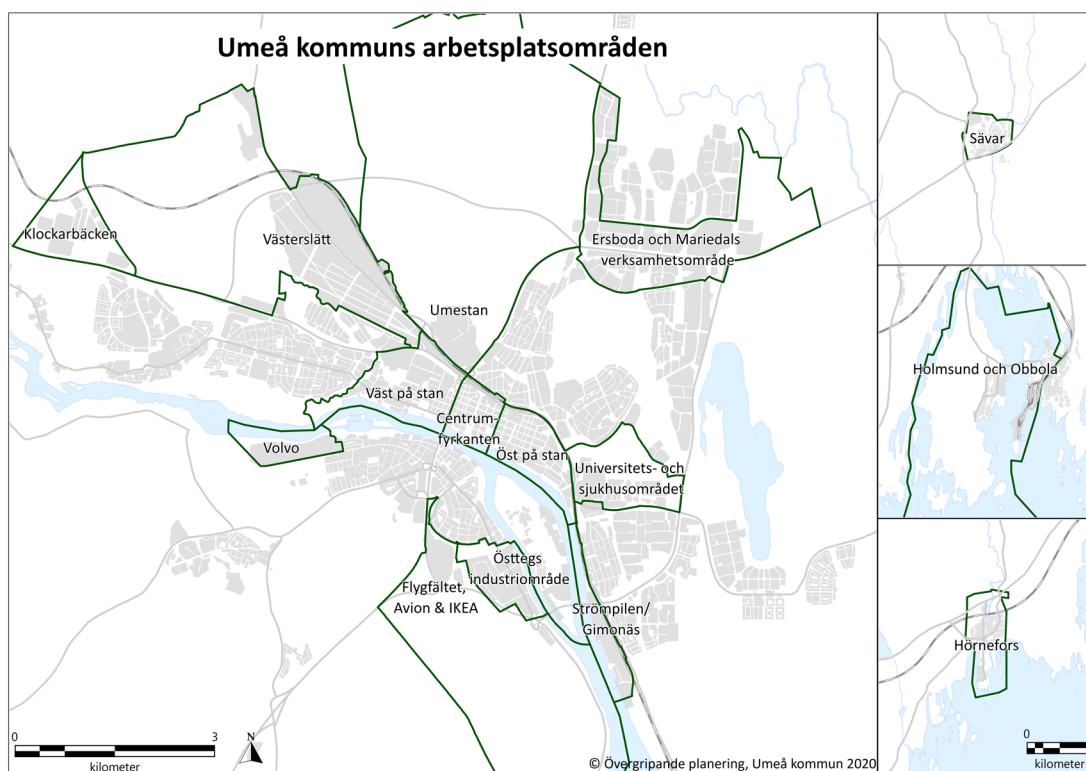 Umeå kommuns arbetsplatsområden
Klockarbäcken
Västerslätt
Ersboda och Mariedals
verksamhetsområde
Umestan
Väst på stan
Centrum-
fyrkanten
Volvo
Öst på stan
Universitets- och
sjukhusområdet
Östtegs
industriområde
Flygfältet,
Avion & IKEA
Strömpilen/
Gimonäs
0 3
kilometer
N
© Övergripande planering, Umeå kommun 2020
Sävar
Holmsund och Obbola
Hörnefors
0
kilometer